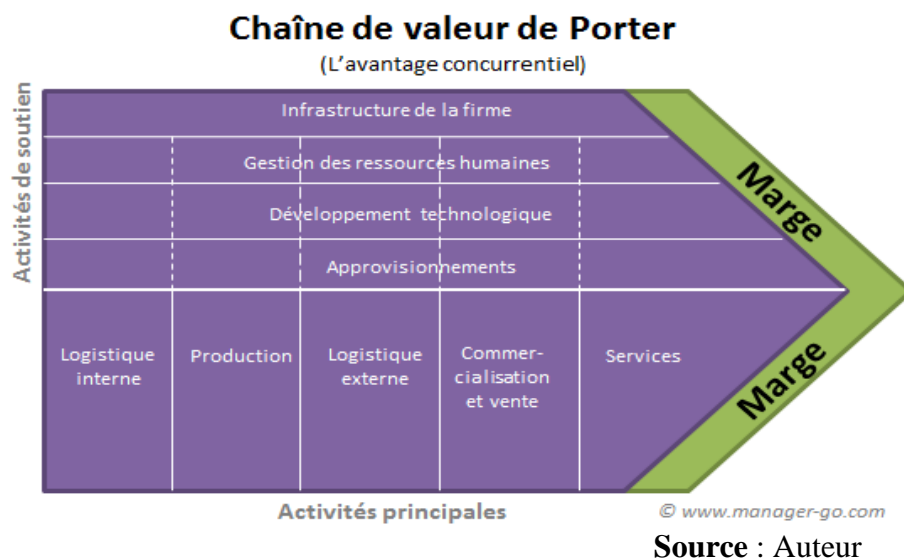 Chaîne de valeur de Porter
(L'avantage concurrentiel)
Activités de soutien
Infrastructure de la firme
Gestion des ressources humaines
Développement technologique
Approvisionnements
Marge
Logistique
interne
Production
Logistique
externe
Commer-
cialisation
et vente
Services
Marge
Activités principales
© www.manager-go.com
Source : Auteur